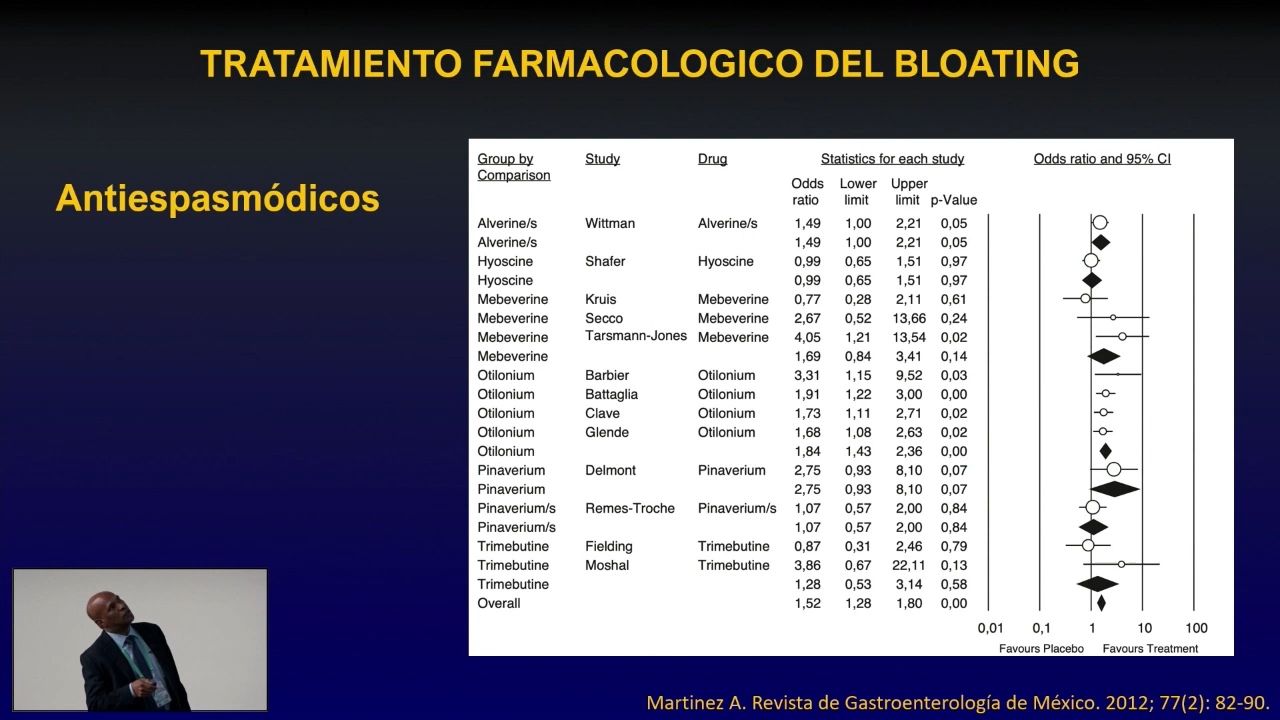 TRATAMIENTO FARMACOLOGICO DEL BLOATING
Antiespasmódicos
Group by Comparison Study Drug Statistics for each study Odds ratio and 95% CI
Odds ratio Lower limit Upper limit p-Value
Alverine/s Wittman Alverine/s 1,49 1,00 2,21 0,05
Alverine/s 1,49 1,00 2,21 0,05
Hyoscine Shafer Hyoscine 0,99 0,65 1,51 0,97
Hyoscine 0,99 0,65 1,51 0,97
Mebeverine Kruis Mebeverine 0,77 0,28 2,11 0,61
Mebeverine Secco Mebeverine 2,67 0,52 13,66 0,24
Mebeverine Tarsmann-Jones Mebeverine 4,05 1,21 13,54 0,02
Mebeverine 1,69 0,84 3,41 0,14
Otilonium Barbier Otilonium 3,31 1,15 9,52 0,03
Otilonium Battaglia Otilonium 1,91 1,22 3,00 0,00
Otilonium Clave Otilonium 1,73 1,11 2,71 0,02
Otilonium Glende Otilonium 1,68 1,08 2,63 0,02
Otilonium 1,84 1,43 2,36 0,00
Pinaverium Delmont Pinaverium 2,75 0,93 8,10 0,07
Pinaverium 2,75 0,93 8,10 0,07
Pinaverium/s Remes-Troche Pinaverium/s 1,07 0,57 2,00 0,84
Pinaverium/s 1,07 0,57 2,00 0,84
Trimebutine Fielding Trimebutine 0,87 0,31 2,46 0,79
Trimebutine Moshal Trimebutine 3,86 0,67 22,11 0,13
Trimebutine 1,28 0,53 3,14 0,58
Overall 1,52 1,28 1,80 0,00
0,01 0,1 1 10 100
Favours Placebo Favours Treatment
Martinez A. Revista de Gastroenterología de México. 2012; 77(2): 82-90.